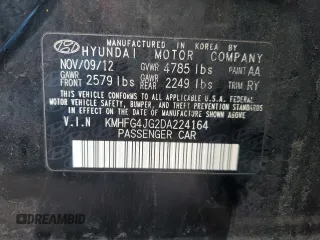 MANUFACTURED IN KOREA BY
HYUNDAI MOTOR COMPANY
NOV/09/12 GVWR 4785 lbs PAINT AA
GAWR FRONT 2579 lbs GAWR REAR 2249 lbs TRIM RY
THIS VEHICLE CONFORMS TO ALL APPLICABLE U.S. FEDERAL MOTOR VEHICLE SAFETY, BUMPER, AND THEFT PREVENTION STANDARDS IN EFFECT ON THE DATE OF MANUFACTURE SHOWN ABOVE.
V.I.N KMHFG4JG2DA224164
PASSENGER CAR
© OKBIDFAX